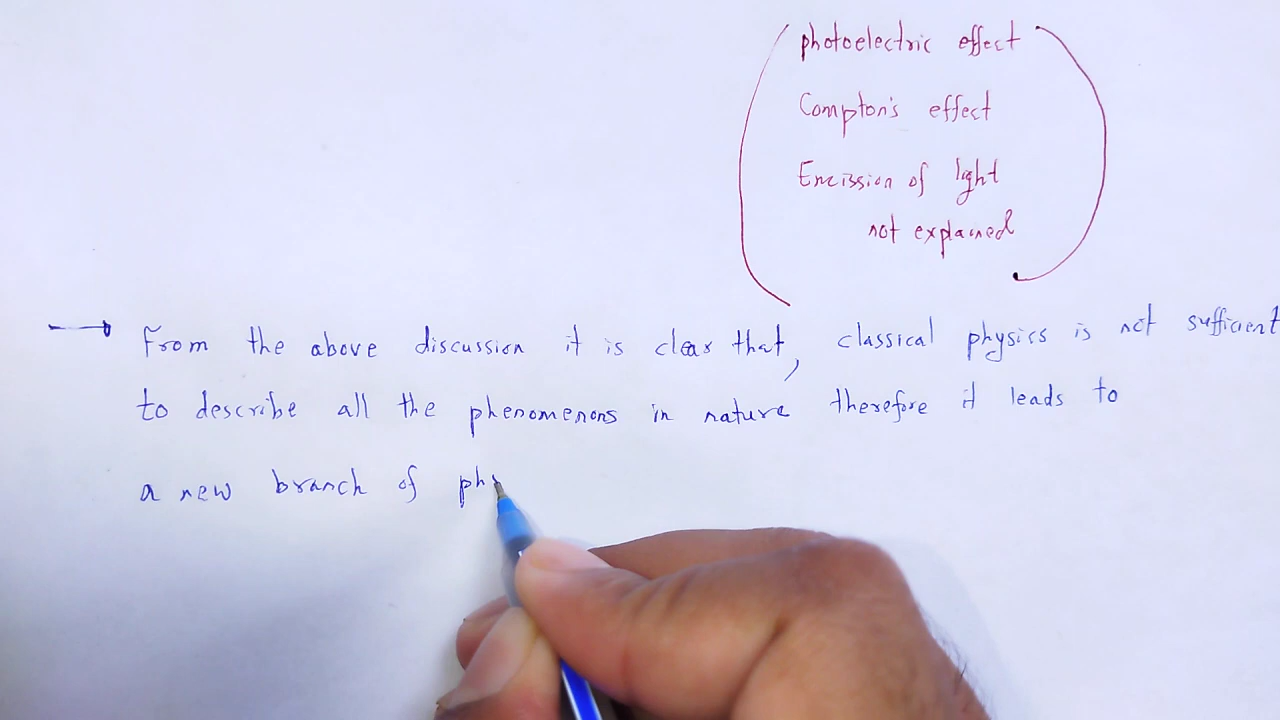 photoelectric effect
Compton's effect
Emission of light
not explained
From the above discussion it is clear that, classical physics is not sufficient
to describe all the phenomenons in nature therefore it leads to
a new branch of phy